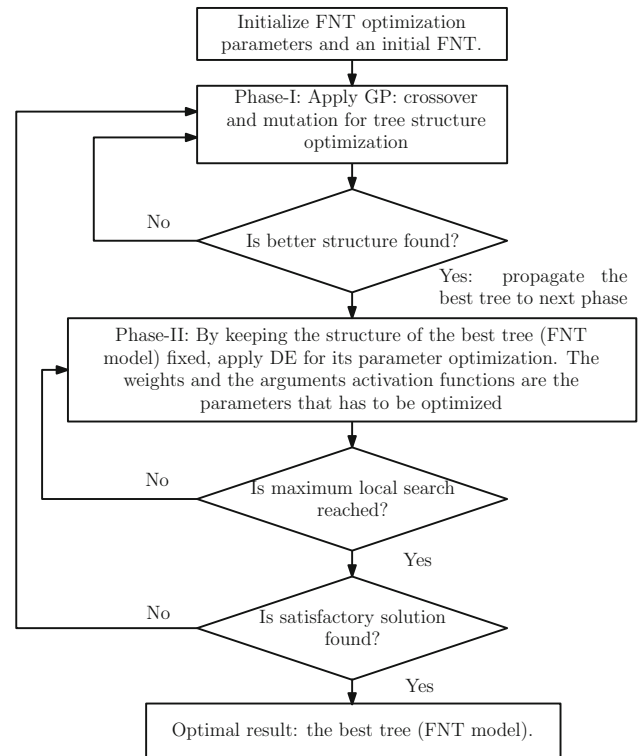 Initialize FNT optimization
parameters and an initial FNT.
Phase-I: Apply GP: crossover
and mutation for tree structure
optimization
No
Is better structure found?
Yes: propagate the
best tree to next phase
Phase-II: By keeping the structure of the best tree (FNT
model) fixed, apply DE for its parameter optimization. The
weights and the arguments activation functions are the
parameters that has to be optimized
No
Is maximum local search
reached?
Yes
No
Is satisfactory solution
found?
Yes
Optimal result: the best tree (FNT model).